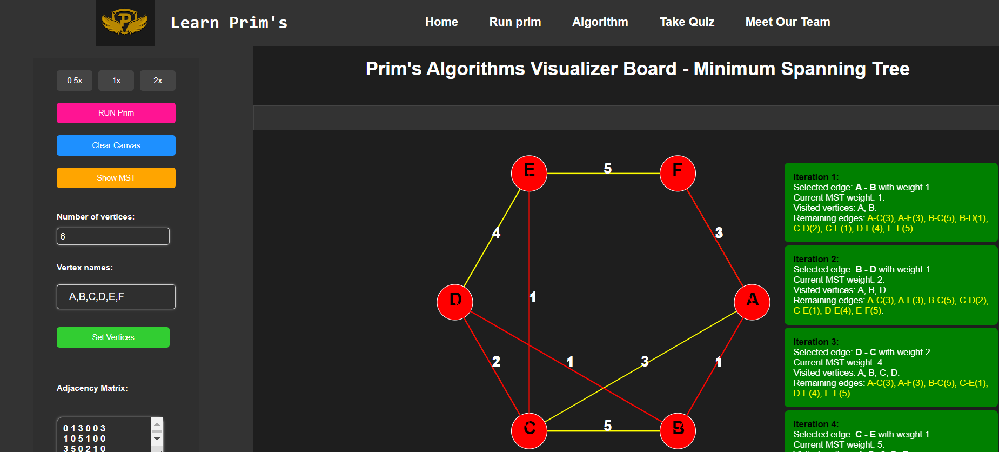 P
Learn Prim's
Home
Run prim
Algorithm
Take Quiz
Meet Our Team
0.5x
1x
2x
RUN Prim
Clear Canvas
Show MST
Number of vertices:
6
Vertex names:
A,B,C,D,E,F
Set Vertices
Adjacency Matrix:
0 1 3 0 0 3
1 0 5 1 0 0
3 5 0 2 1 0
Prim's Algorithms Visualizer Board - Minimum Spanning Tree
E
5
F
4
3
D
1
A
2
1
3
1
C
5
B
Iteration 1:
Selected edge: A - B with weight 1.
Current MST weight: 1.
Visited vertices: A, B.
Remaining edges: A-C(3), A-F(3), B-C(5), B-D(1),
C-D(2), C-E(1), D-E(4), E-F(5).
Iteration 2:
Selected edge: B - D with weight 1.
Current MST weight: 2.
Visited vertices: A, B, D.
Remaining edges: A-C(3), A-F(3), B-C(5), C-D(2),
C-E(1), D-E(4), E-F(5).
Iteration 3:
Selected edge: D - C with weight 2.
Current MST weight: 4.
Visited vertices: A, B, C, D.
Remaining edges: A-C(3), A-F(3), B-C(5), C-E(1),
D-E(4), E-F(5).
Iteration 4:
Selected edge: C - E with weight 1.
Current MST weight: 5.